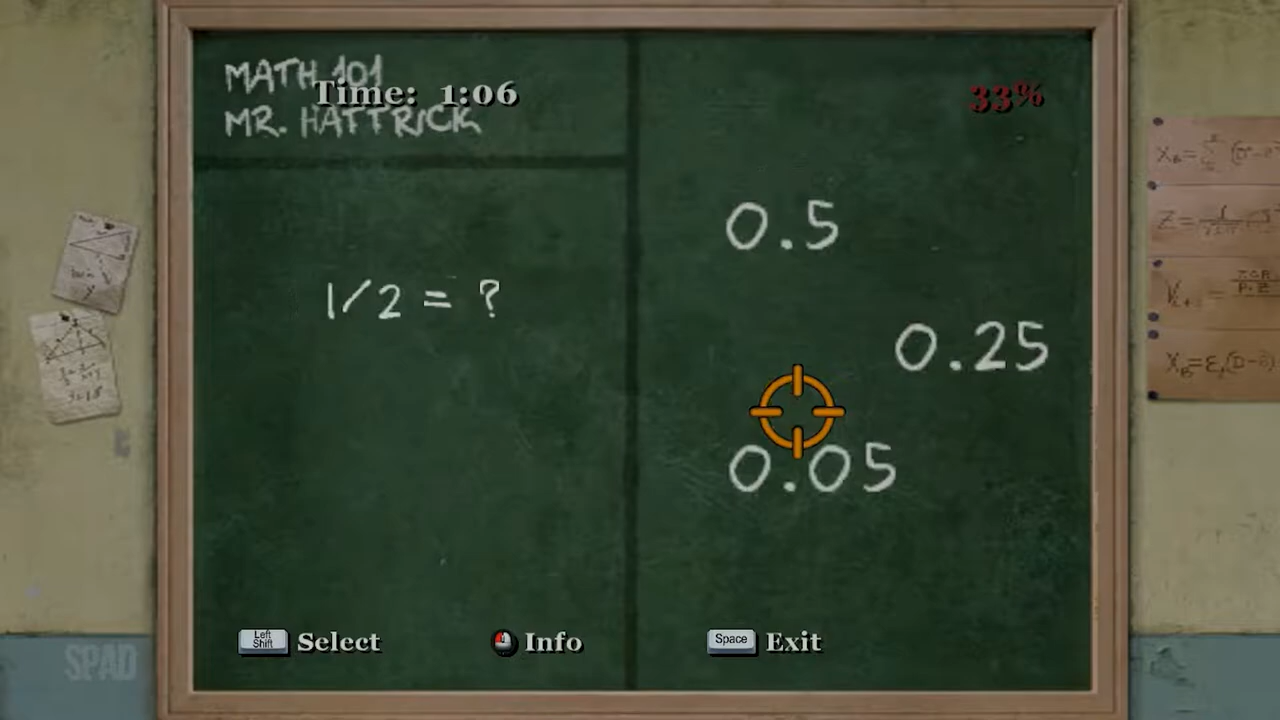 MATH 101
Time: 1:06
33%
MR. HATTRICK
0.5
1/2 = ?
0.25
0.05
Left Shift Select
Info
Space Exit
SPAD